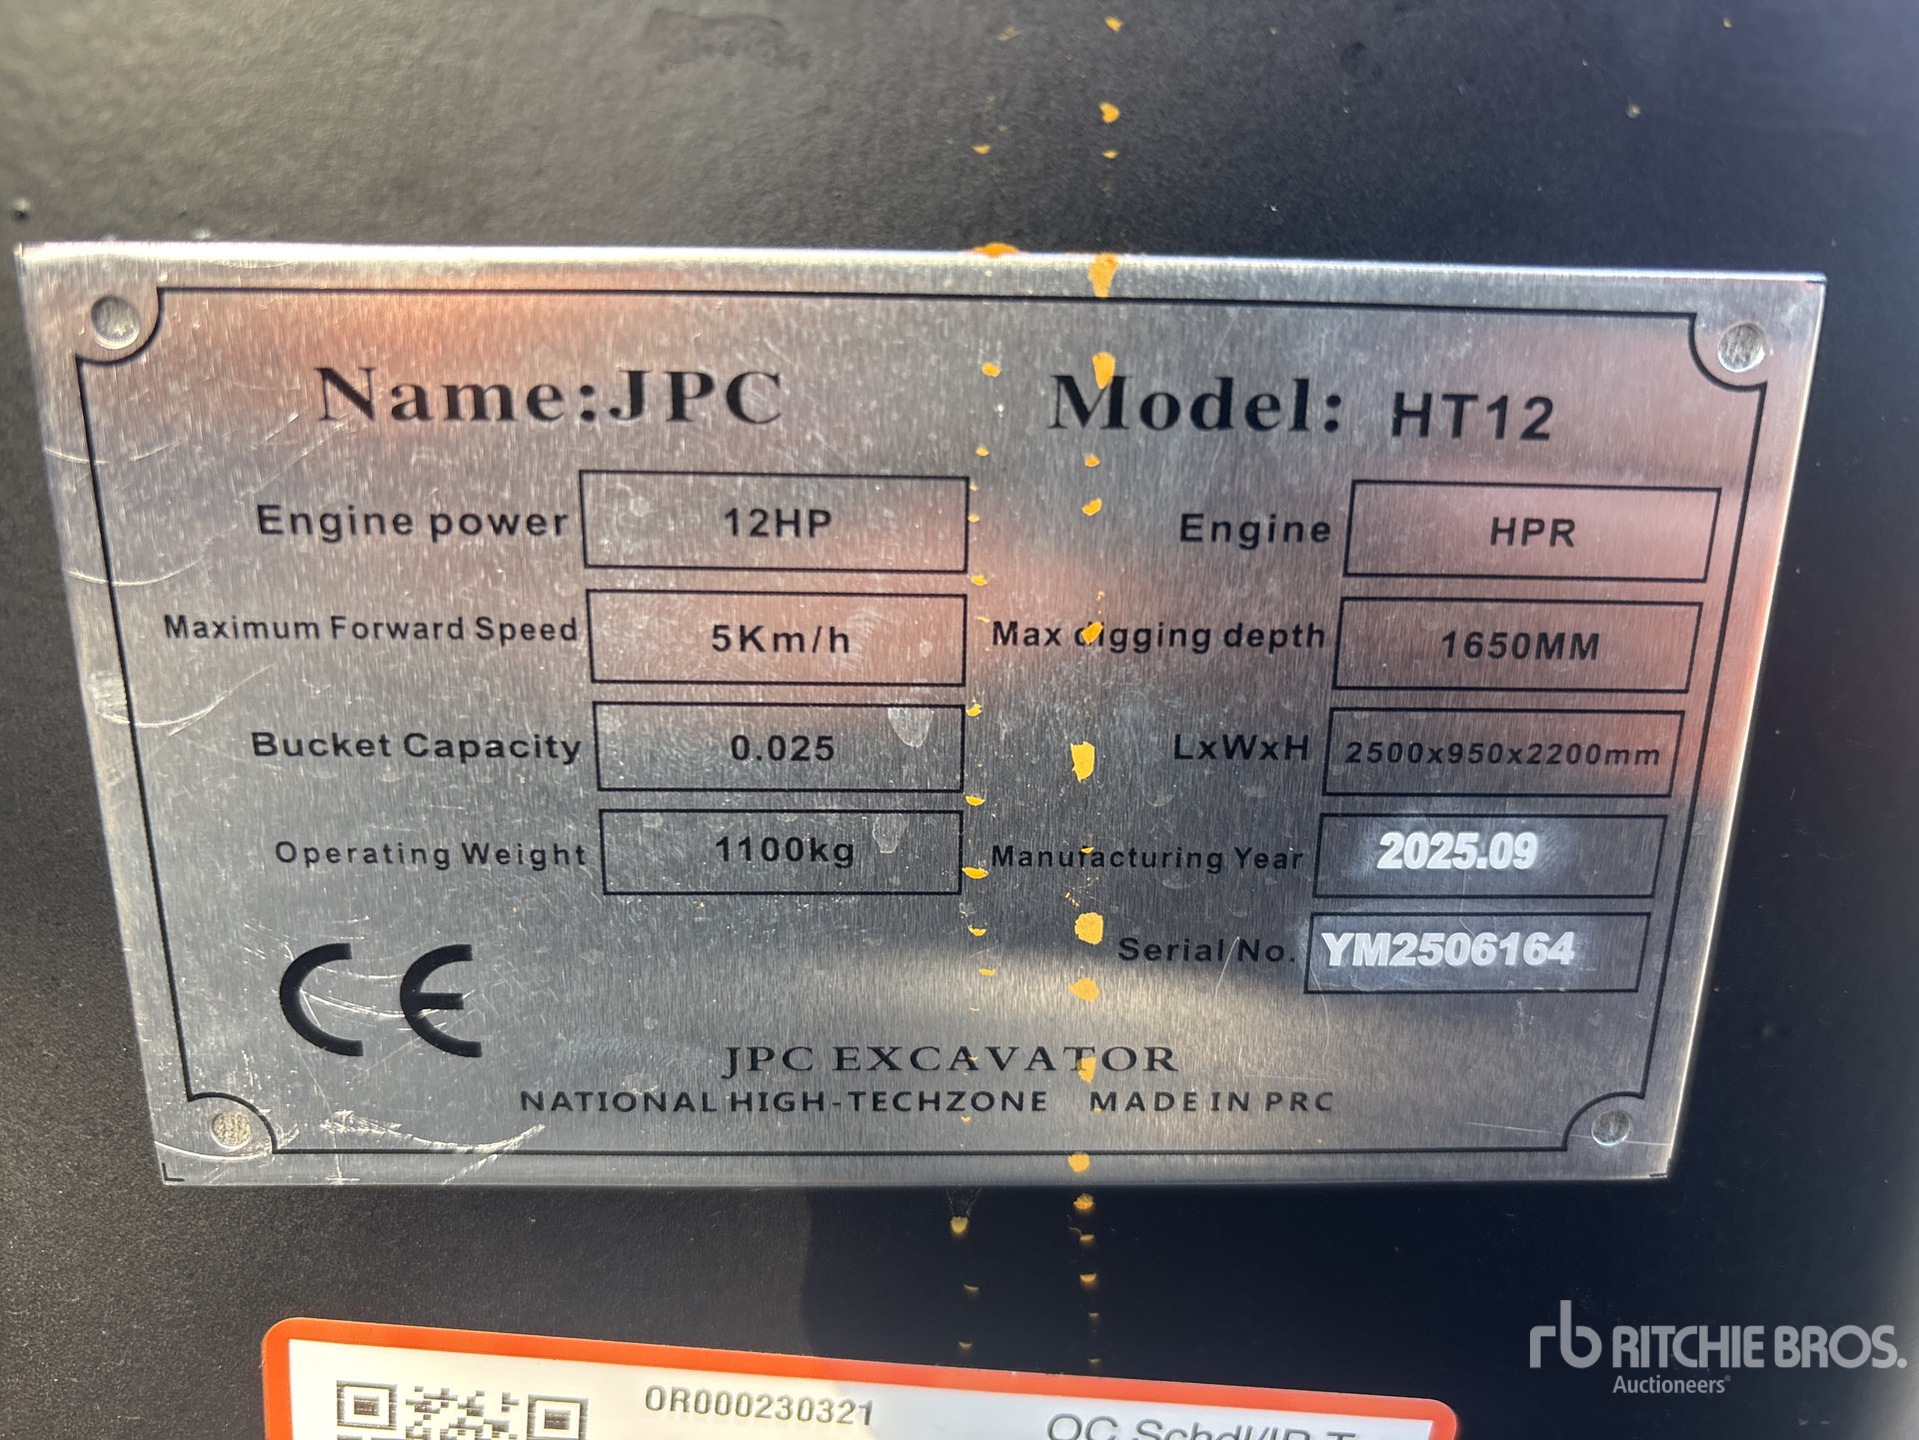 Name:JPC Model: HT12
Engine power 12HP Engine HPR
Maximum Forward Speed 5Km/h Max digging depth 1650MM
Bucket Capacity 0.025 LxWxH 2500x950x2200mm
Operating Weight 1100kg Manufacturing Year 2025.09
Serial No. YM2506164
CE
JPC EXCAVATOR
NATIONAL HIGH-TECHZONE MADE IN PRC
rb RITCHIE BROS.
Auctioneers
OR000230321